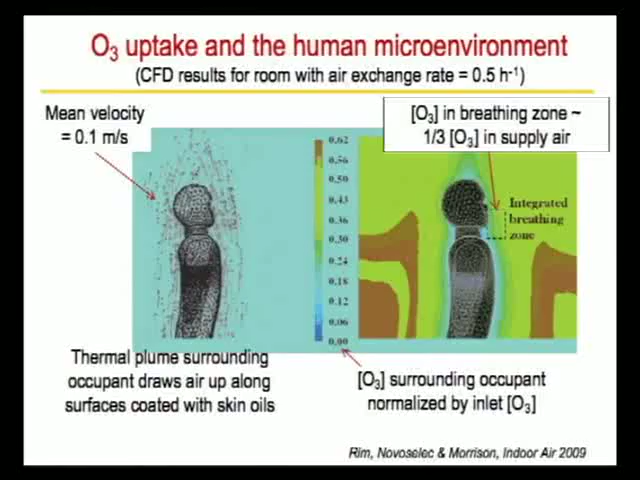 O3 uptake and the human microenvironment
(CFD results for room with air exchange rate = 0.5 h-1)
Mean velocity
= 0.1 m/s
[O3] in breathing zone ~
1/3 [O3] in supply air
0.62
0.56
0.50
0.43
0.36
0.30
0.24
0.18
0.12
0.06
0.00
Integrated
breathing
zone
Thermal plume surrounding
occupant draws air up along
surfaces coated with skin oils
[O3] surrounding occupant
normalized by inlet [O3]
Rim, Novoselec & Morrison, Indoor Air 2009